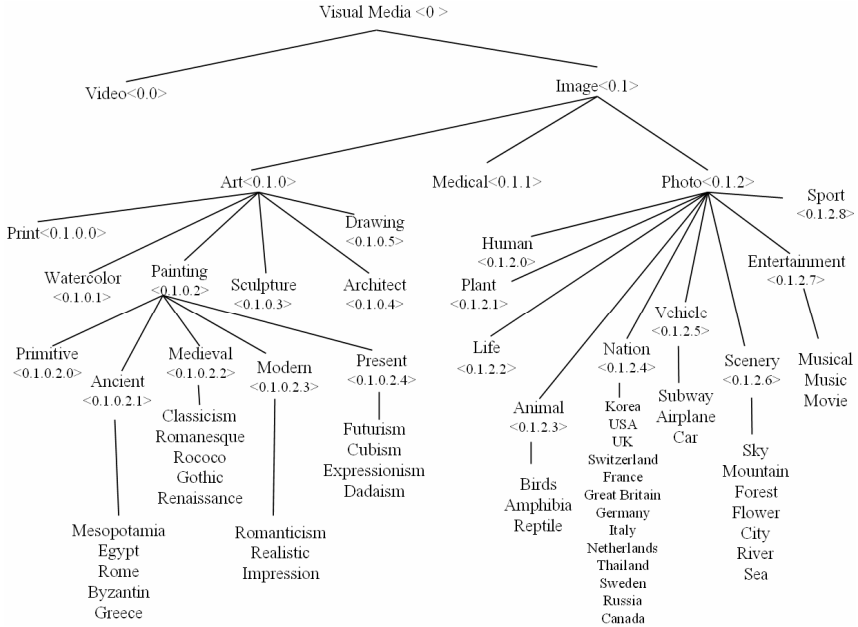 Visual Media <0 >
Video<0.0>
Image<0.1>
Art<0.1.0>
Medical<0.1.1>
Photo<0.1.2>
Print<0.1.0.0>
Watercolor
<0.1.0.1>
Painting
<0.1.0.2>
Sculpture
<0.1.0.3>
Architect
<0.1.0.4>
Drawing
<0.1.0.5>
Primitive
<0.1.0.2.0>
Ancient
<0.1.0.2.1>
Mesopotamia
Egypt
Rome
Byzantin
Greece
Medieval
<0.1.0.2.2>
Classicism
Romanesque
Rococo
Gothic
Renaissance
Modern
<0.1.0.2.3>
Romanticism
Realistic
Impression
Present
<0.1.0.2.4>
Futurism
Cubism
Expressionism
Dadaism
Human
<0.1.2.0>
Plant
<0.1.2.1>
Life
<0.1.2.2>
Animal
<0.1.2.3>
Birds
Amphibia
Reptile
Nation
<0.1.2.4>
Korea
USA
UK
Switzerland
France
Great Britain
Germany
Italy
Netherlands
Thailand
Sweden
Russia
Canada
Vehicle
<0.1.2.5>
Subway
Airplane
Car
Scenery
<0.1.2.6>
Sky
Mountain
Forest
Flower
City
River
Sea
Entertainment
<0.1.2.7>
Musical
Music
Movie
Sport
<0.1.2.8>